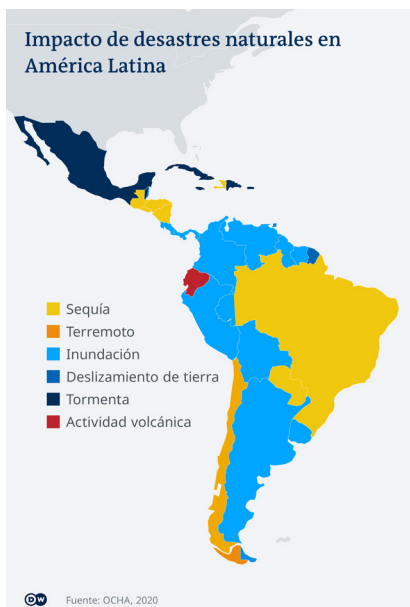 Impacto de desastres naturales en
América Latina
Sequía
Terremoto
Inundación
Deslizamiento de tierra
Tormenta
Actividad volcánica
DW Fuente: OCHA, 2020